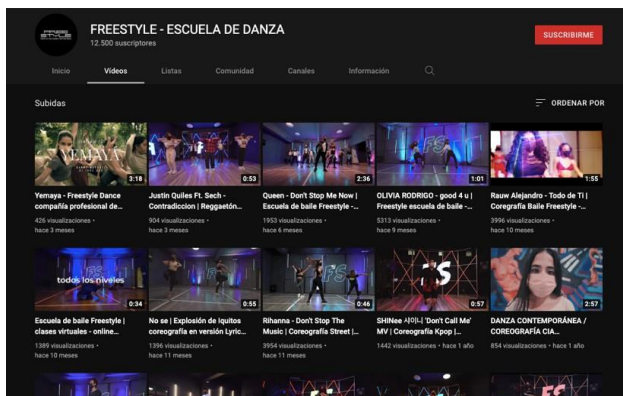 FREE
STYLE
FREESTYLE - ESCUELA DE DANZA
12.500 suscriptores
SUSCRIBIRME
Inicio Vídeos Listas Comunidad Canales Información
Subidas
ORDENAR POR
YEMAYA
3:18
0:53
2:36
FS
1:01
1:55
Yemaya - Freestyle Dance
compañía profesional de...
426 visualizaciones •
hace 3 meses
Justin Quiles Ft. Sech -
Contradiccion | Reggaetón...
904 visualizaciones •
hace 3 meses
Queen - Don't Stop Me Now |
Escuela de baile Freestyle -...
1953 visualizaciones •
hace 6 meses
OLIVIA RODRIGO - good 4 u |
Freestyle escuela de baile -...
5313 visualizaciones •
hace 9 meses
Rauw Alejandro - Todo de Ti |
Coregrafía Baile Freestyle -...
3996 visualizaciones •
hace 10 meses
todos los niveles
0:34
0:55
FS
0:46
FS
0:57
2:57
Escuela de baile Freestyle |
clases virtuales - online...
1389 visualizaciones •
hace 10 meses
No se | Explosión de Iquitos
coreografía en versión Lyric...
1396 visualizaciones •
hace 11 meses
Rihanna - Don't Stop The
Music | Coreografía Street |...
3954 visualizaciones •
hace 11 meses
SHINee 샤이니 'Don't Call Me'
MV | Coreografía Kpop |...
1442 visualizaciones • hace 1 año
DANZA CONTEMPORÁNEA /
COREOGRAFÍA CIA...
854 visualizaciones • hace 1 año